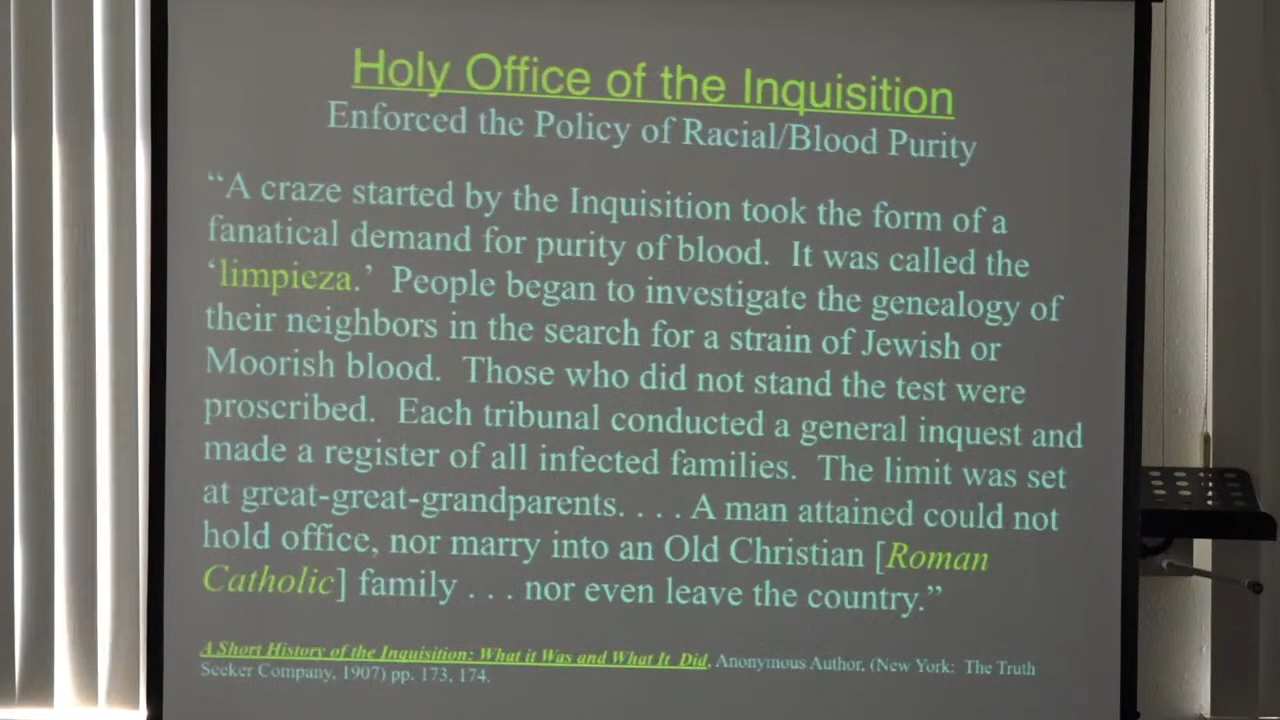 Holy Office of the Inquisition
Enforced the Policy of Racial/Blood Purity
“A craze started by the Inquisition took the form of a
fanatical demand for purity of blood.  It was called the
‘limpieza.’  People began to investigate the genealogy of
their neighbors in the search for a strain of Jewish or
Moorish blood.  Those who did not stand the test were
proscribed.  Each tribunal conducted a general inquest and
made a register of all infected families.  The limit was set
at great-great-grandparents. . . . A man attained could not
hold office, nor marry into an Old Christian [Roman
Catholic] family . . . nor even leave the country.”
A Short History of the Inquisition: What it Was and What It Did, Anonymous Author, (New York: The Truth
Seeker Company, 1907) pp. 173, 174.